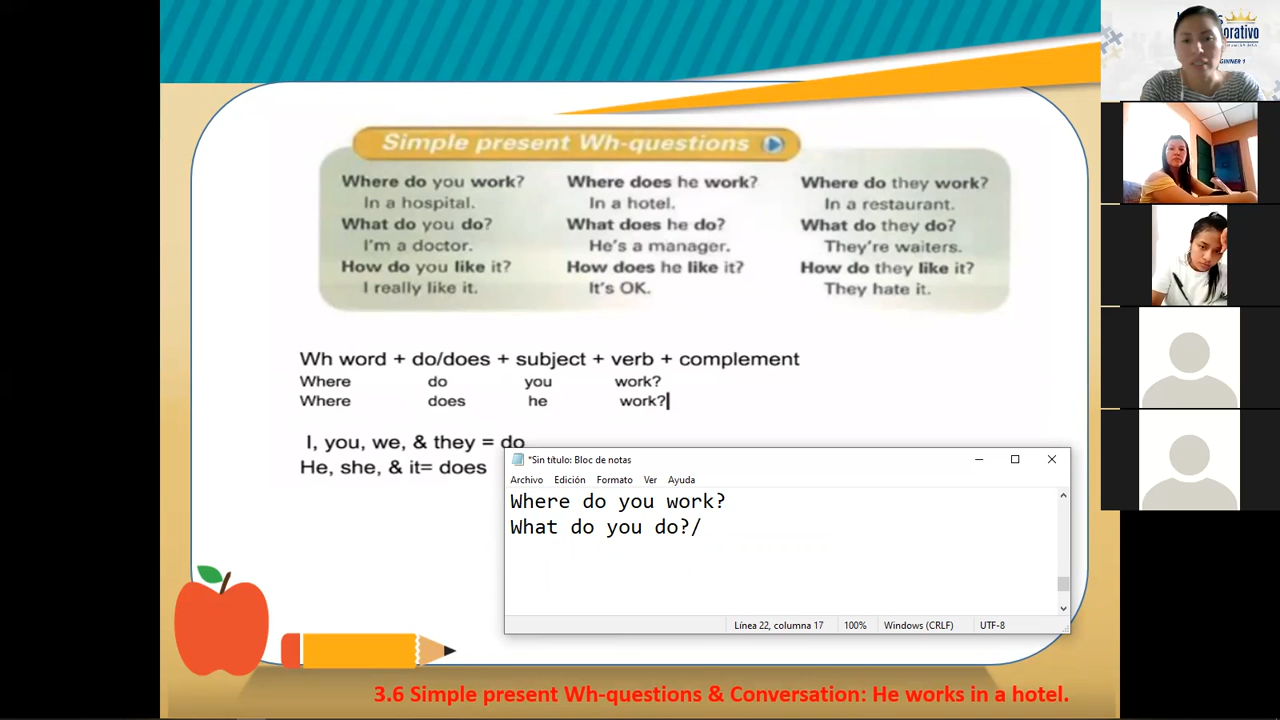 Simple present Wh-questions
Where do you work?
In a hospital.
What do you do?
I'm a doctor.
How do you like it?
I really like it.
Where does he work?
In a hotel.
What does he do?
He's a manager.
How does he like it?
It's OK.
Where do they work?
In a restaurant.
What do they do?
They're waiters.
How do they like it?
They hate it.
Wh word + do/does + subject + verb + complement
Where do you work?
Where does he work?
I, you, we, & they = do
He, she, & it= does
*Sin título: Bloc de notas
Archivo Edición Formato Ver Ayuda
Where do you work?
What do you do?/
Línea 22, columna 17 100% Windows (CRLF) UTF-8
3.6 Simple present Wh-questions & Conversation: He works in a hotel.